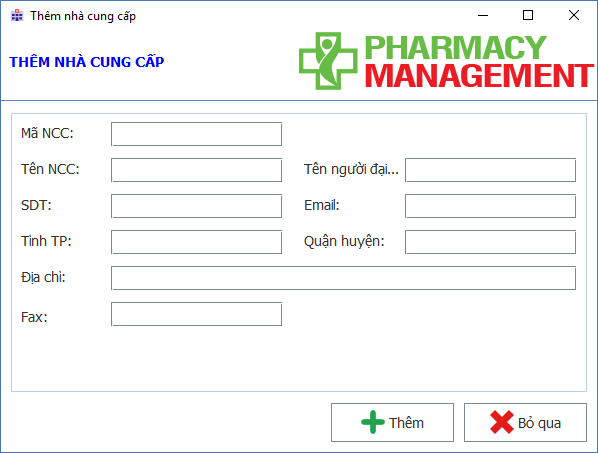 Thêm nhà cung cấp
THÊM NHÀ CUNG CẤP
PHARMACY
MANAGEMENT
Mã NCC:
Tên NCC:
Tên người đại...
SDT:
Email:
Tỉnh TP:
Quận huyện:
Địa chỉ:
Fax:
Thêm
Bỏ qua